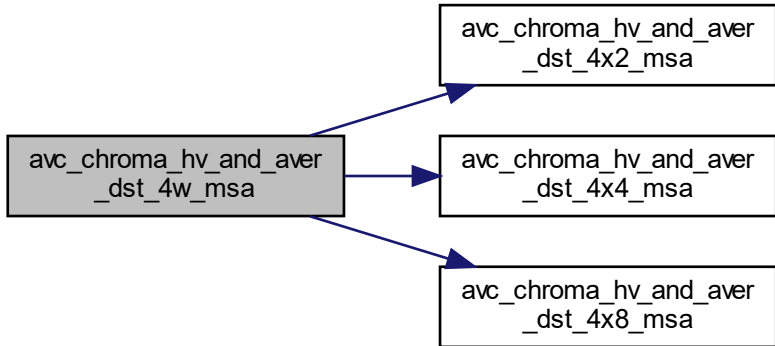 avc_chroma_hv_and_aver
_dst_4x2_msa
avc_chroma_hv_and_aver
_dst_4w_msa
avc_chroma_hv_and_aver
_dst_4x4_msa
avc_chroma_hv_and_aver
_dst_4x8_msa